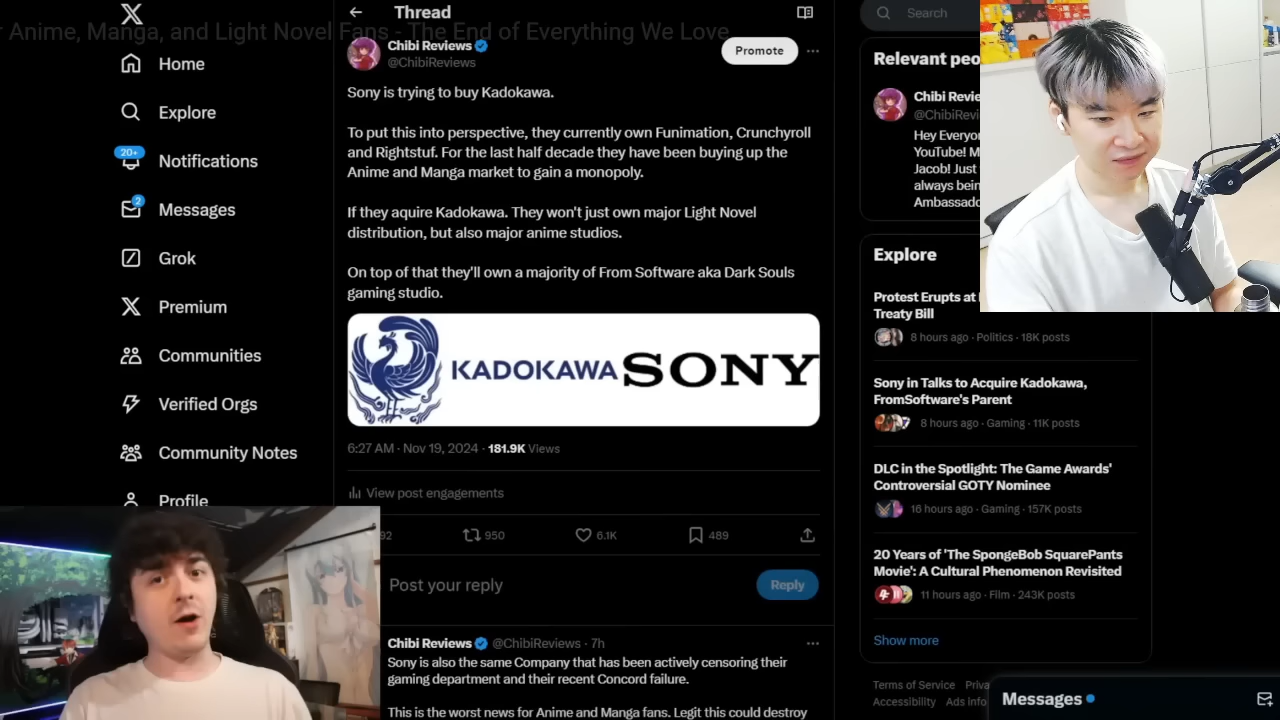 Anime, Manga, and Light Novel Fans - The End of Everything We Love
Home
Explore
20+
Notifications
2
Messages
Grok
Premium
Communities
Verified Orgs
Community Notes
Profile
Thread
Chibi Reviews
@ChibiReviews
Promote
Sony is trying to buy Kadokawa.
To put this into perspective, they currently own Funimation, Crunchyroll
and Rightstuf. For the last half decade they have been buying up the
Anime and Manga market to gain a monopoly.
If they aquire Kadokawa. They won't just own major Light Novel
distribution, but also major anime studios.
On top of that they'll own a majority of From Software aka Dark Souls
gaming studio.
KADOKAWA SONY
6:27 AM · Nov 19, 2024 · 181.9K Views
View post engagements
92 950 6.1K 489
Post your reply
Reply
Chibi Reviews @ChibiReviews · 7h
Sony is also the same Company that has been actively censoring their
gaming department and their recent Concord failure.
This is the worst news for Anime and Manga fans. Legit this could destroy
Search
Relevant peo
Chibi Revie
@ChibiRevi
Hey Everyon
YouTube! M
Jacob! Just
always bein
Ambassado
Explore
Protest Erupts at
Treaty Bill
8 hours ago · Politics · 18K posts
Sony in Talks to Acquire Kadokawa,
FromSoftware's Parent
8 hours ago · Gaming · 11K posts
DLC in the Spotlight: The Game Awards'
Controversial GOTY Nominee
16 hours ago · Gaming · 157K posts
20 Years of 'The SpongeBob SquarePants
Movie': A Cultural Phenomenon Revisited
11 hours ago · Film · 243K posts
Show more
Terms of Service Priva
Accessibility Ads info
Messages